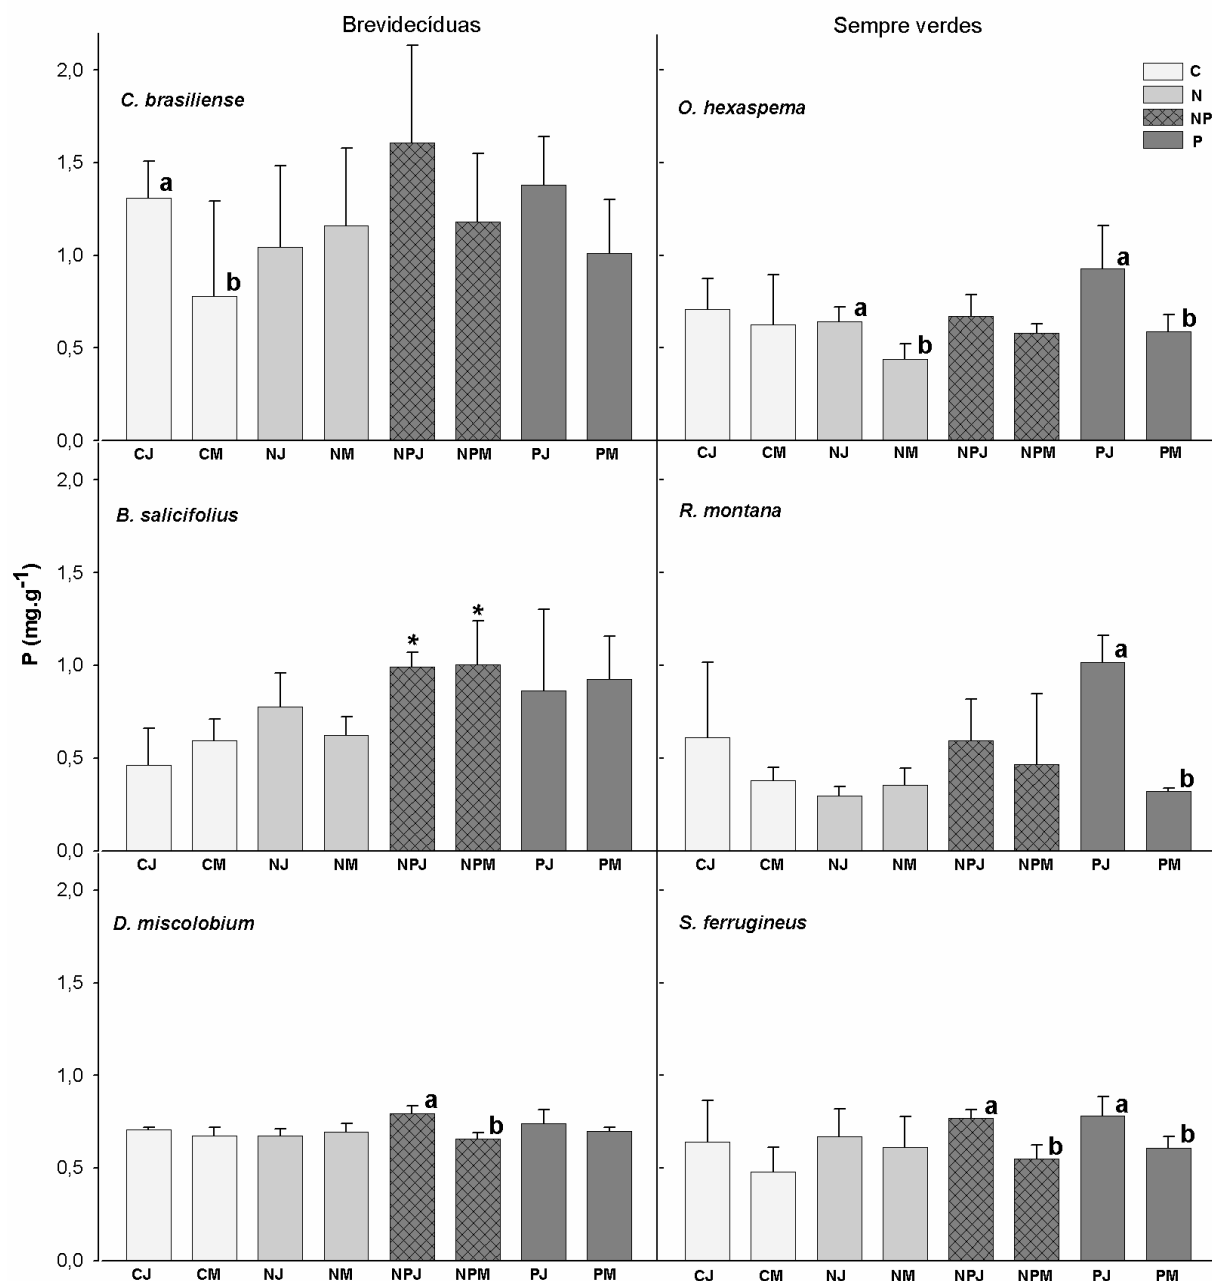 Brevidecíduas
Sempre verdes
C
N
NP
P
P (mg.g-1)
2,0
1,5
1,0
0,5
0,0
C. brasiliense
a
b
CJ CM NJ NM NPJ NPM PJ PM
O. hexaspema
a
b
a
b
CJ CM NJ NM NPJ NPM PJ PM
2,0
1,5
1,0
0,5
0,0
B. salicifolius
* *
CJ CM NJ NM NPJ NPM PJ PM
R. montana
a
b
CJ CM NJ NM NPJ NPM PJ PM
2,0
1,5
1,0
0,5
0,0
D. miscolobium
a
b
CJ CM NJ NM NPJ NPM PJ PM
S. ferrugineus
a
b
a
b
CJ CM NJ NM NPJ NPM PJ PM